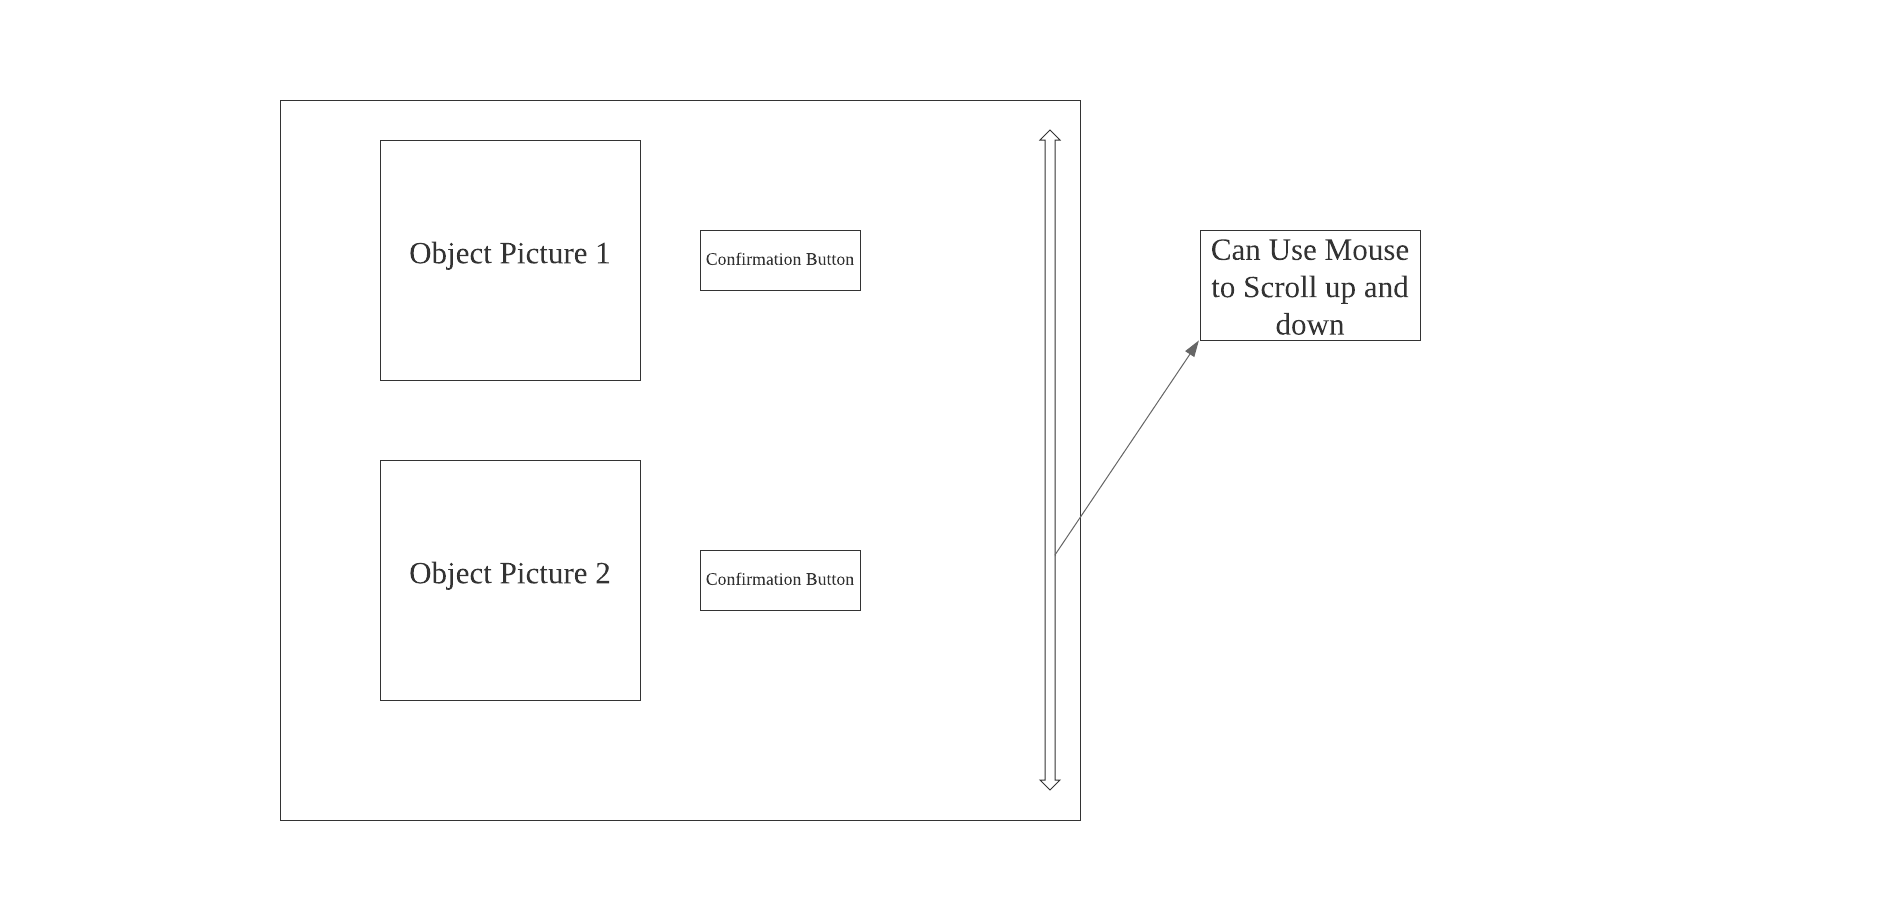 Object Picture 1
Confirmation Button
Can Use Mouse
to Scroll up and
down
Object Picture 2
Confirmation Button